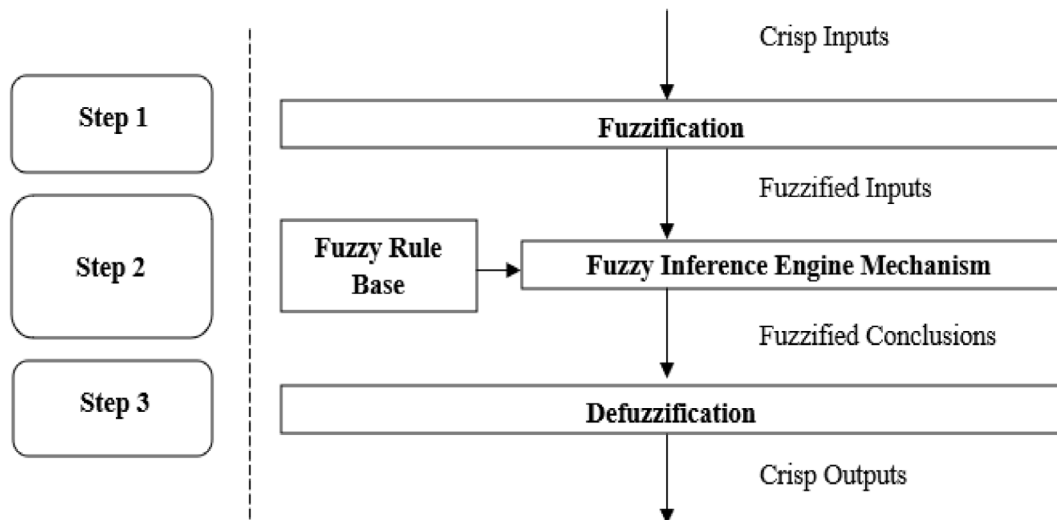 Crisp Inputs
Step 1
Fuzzification
Fuzzified Inputs
Step 2
Fuzzy Rule
Base
Fuzzy Inference Engine Mechanism
Fuzzified Conclusions
Step 3
Defuzzification
Crisp Outputs